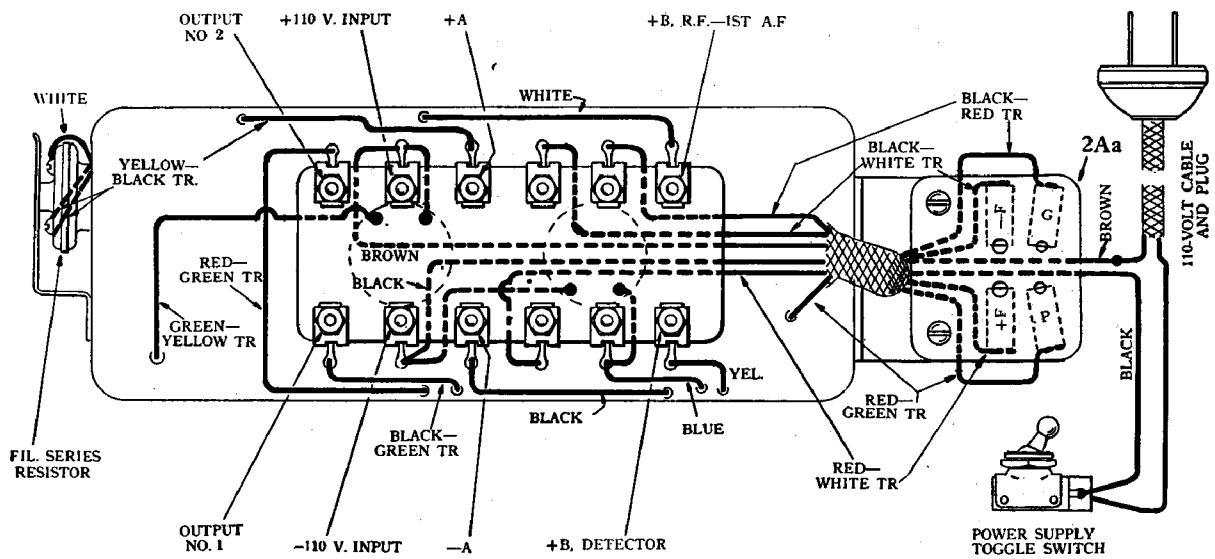 OUTPUT
NO 2
+110 V. INPUT
+A
+B, R.F.—1ST A.F
WHITE
WHITE
BLACK—
RED TR
BLACK—
WHITE TR
2Aa
110-VOLT CABLE
AND PLUG
YELLOW—
BLACK TR.
BROWN
BROWN
-F
G
RED—
GREEN TR
BLACK
+F
P
GREEN—
YELLOW TR
BLACK
YEL.
RED—
GREEN TR
BLACK
BLUE
BLACK—
GREEN TR
FIL. SERIES
RESISTOR
RED—
WHITE TR
OUTPUT
NO. 1
-110 V. INPUT
—A
+B, DETECTOR
POWER SUPPLY
TOGGLE SWITCH